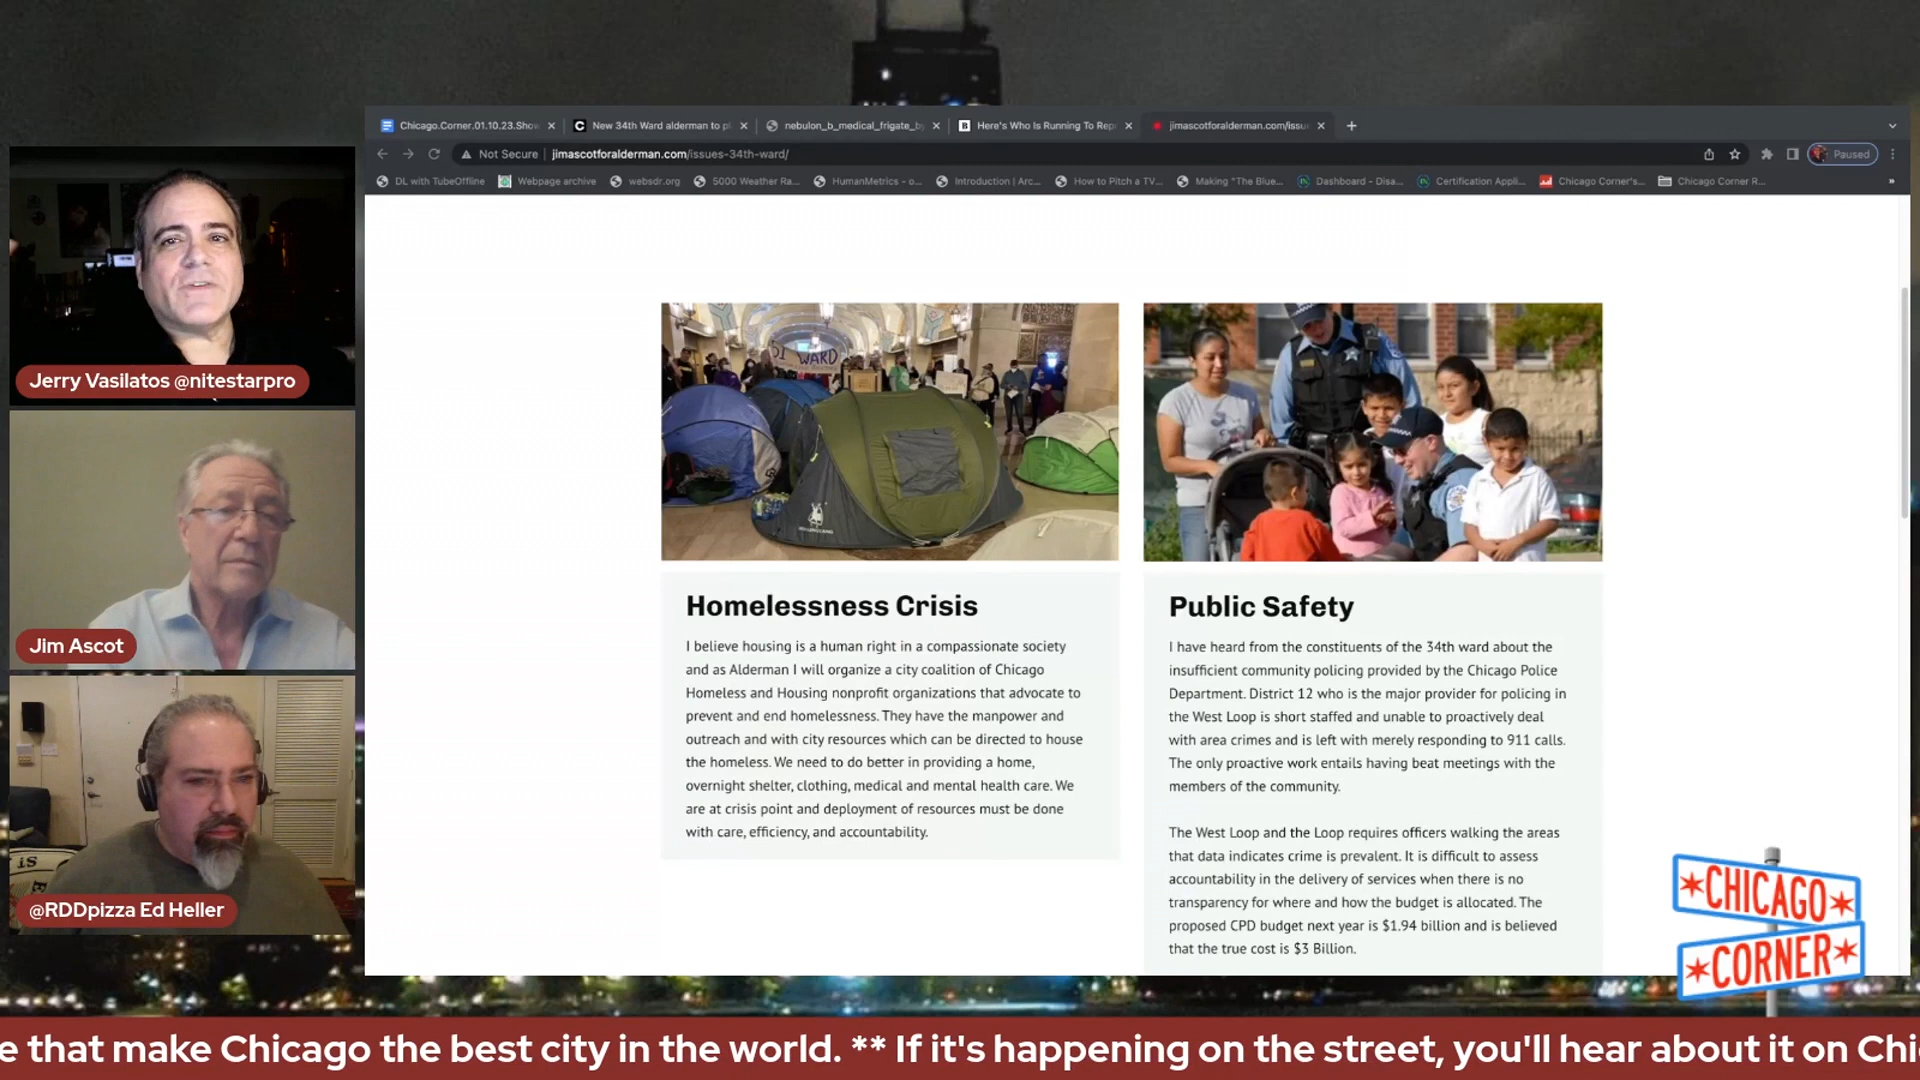 Chicago.Corner.01.10.23.Show
New 34th Ward alderman to pl
nebulon_b_medical_frigate_b
Here's Who Is Running To Rep
jimascotforalderman.com/issu
Not Secure
jimascotforalderman.com/issues-34th-ward/
Paused
DL with TubeOffline
Webpage archive
websdr.org
5000 Weather Ra...
HumanMetrics - o...
Introduction | Arc...
How to Pitch a TV...
Making "The Blue...
Dashboard - Disa...
Certification Appli...
Chicago Corner's...
Chicago Corner R...
Jerry Vasilatos @nitestarpro
Jim Ascot
@RDDpizza Ed Heller
is
WARD
Homelessness Crisis
I believe housing is a human right in a compassionate society
and as Alderman I will organize a city coalition of Chicago
Homeless and Housing nonprofit organizations that advocate to
prevent and end homelessness. They have the manpower and
outreach and with city resources which can be directed to house
the homeless. We need to do better in providing a home,
overnight shelter, clothing, medical and mental health care. We
are at crisis point and deployment of resources must be done
with care, efficiency, and accountability.
Public Safety
I have heard from the constituents of the 34th ward about the
insufficient community policing provided by the Chicago Police
Department. District 12 who is the major provider for policing in
the West Loop is short staffed and unable to proactively deal
with area crimes and is left with merely responding to 911 calls.
The only proactive work entails having beat meetings with the
members of the community.
The West Loop and the Loop requires officers walking the areas
that data indicates crime is prevalent. It is difficult to assess
accountability in the delivery of services when there is no
transparency for where and how the budget is allocated. The
proposed CPD budget next year is $1.94 billion and is believed
that the true cost is $3 Billion.
CHICAGO
CORNER
e that make Chicago the best city in the world. ** If it's happening on the street, you'll hear about it on Chi